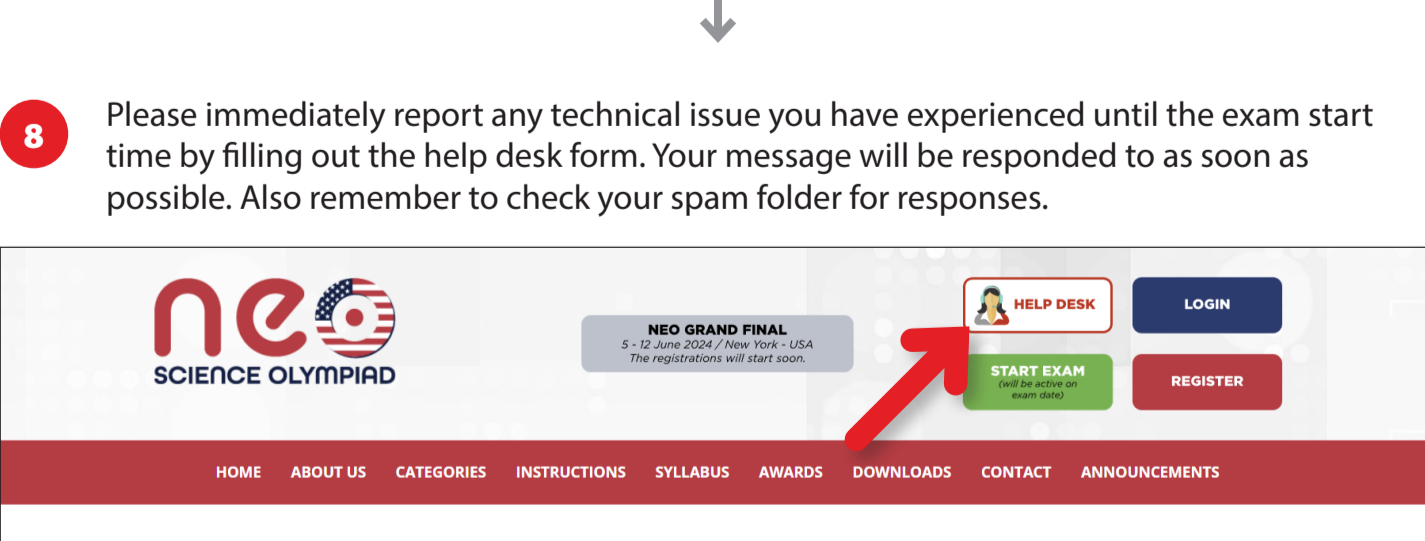 8
Please immediately report any technical issue you have experienced until the exam start
time by filling out the help desk form. Your message will be responded to as soon as
possible. Also remember to check your spam folder for responses.
neo
SCIENCE OLYMPIAD
NEO GRAND FINAL
5 - 12 June 2024 / New York - USA
The registrations will start soon.
HELP DESK
LOGIN
START EXAM
(will be active on
exam date)
REGISTER
HOME ABOUT US CATEGORIES INSTRUCTIONS SYLLABUS AWARDS DOWNLOADS CONTACT ANNOUNCEMENTS